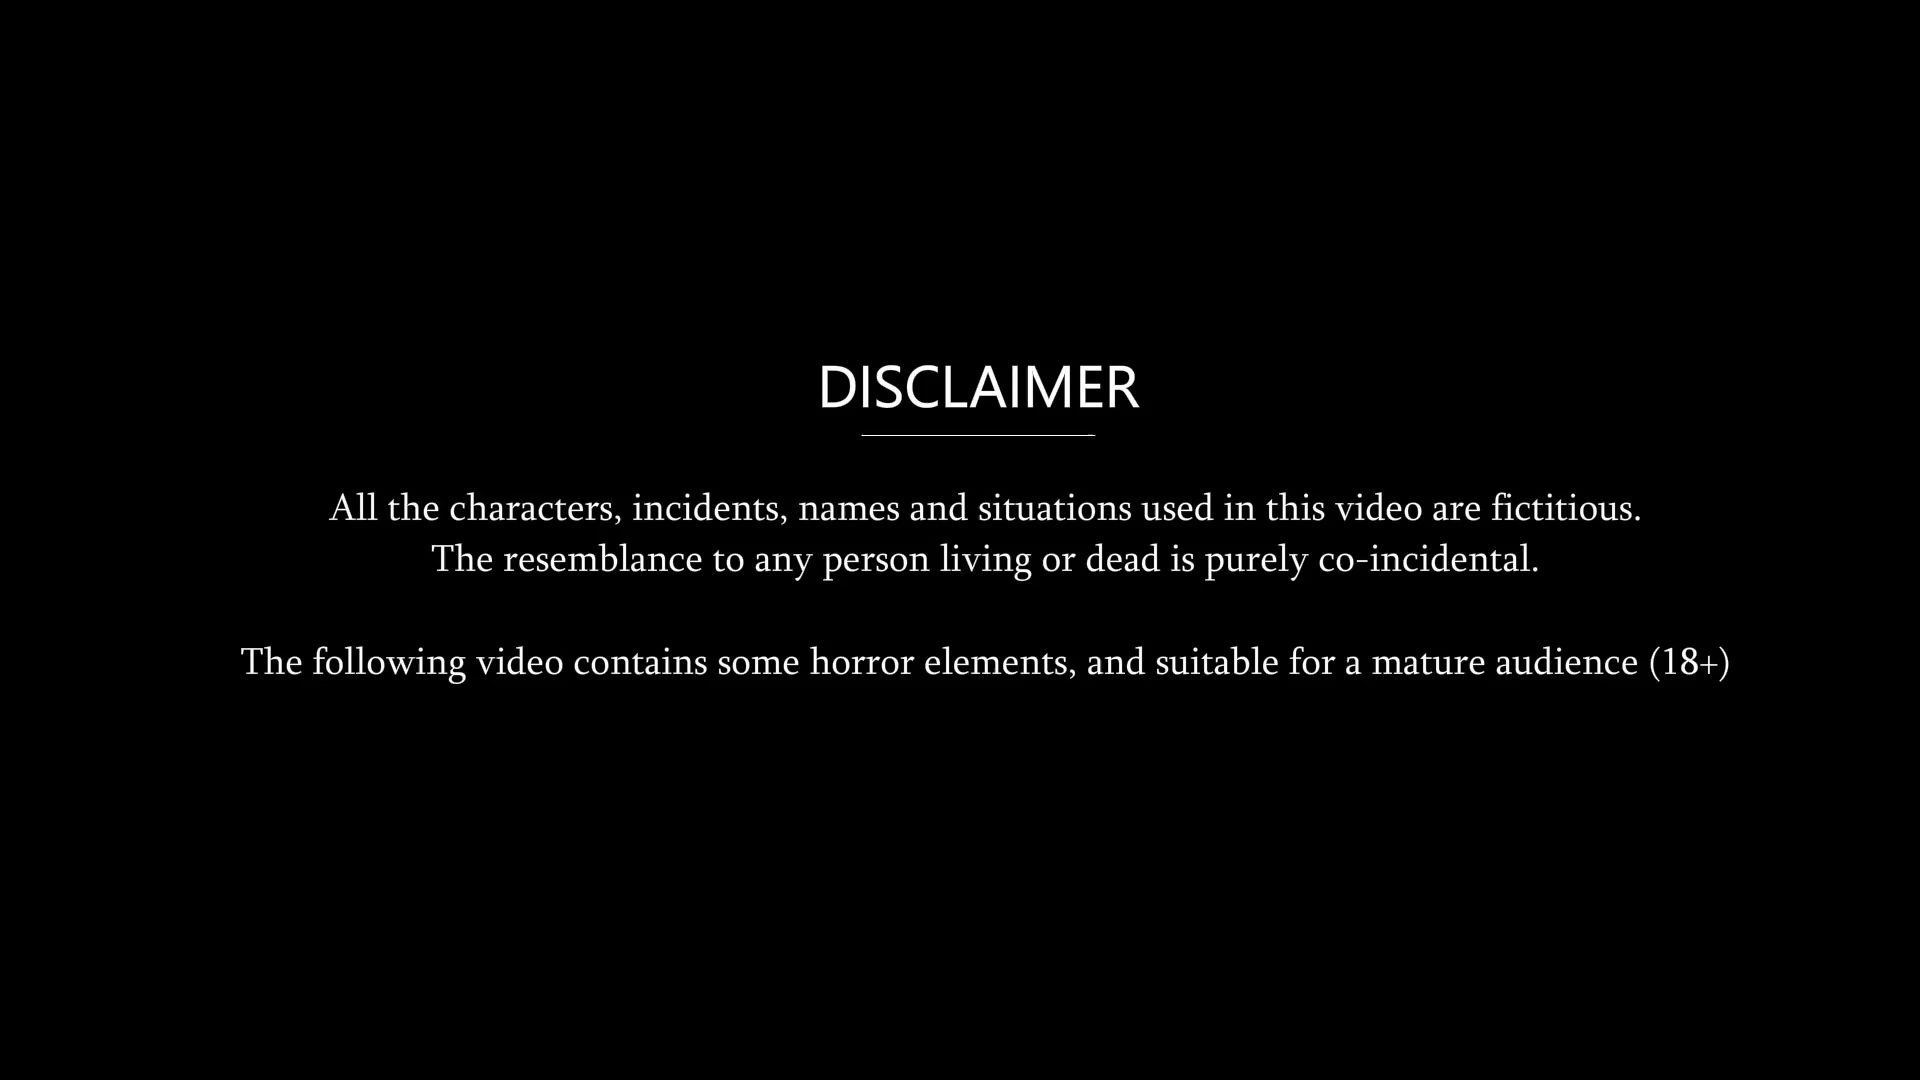 DISCLAIMER
All the characters, incidents, names and situations used in this video are fictitious.
The resemblance to any person living or dead is purely co-incidental.
The following video contains some horror elements, and suitable for a mature audience (18+)